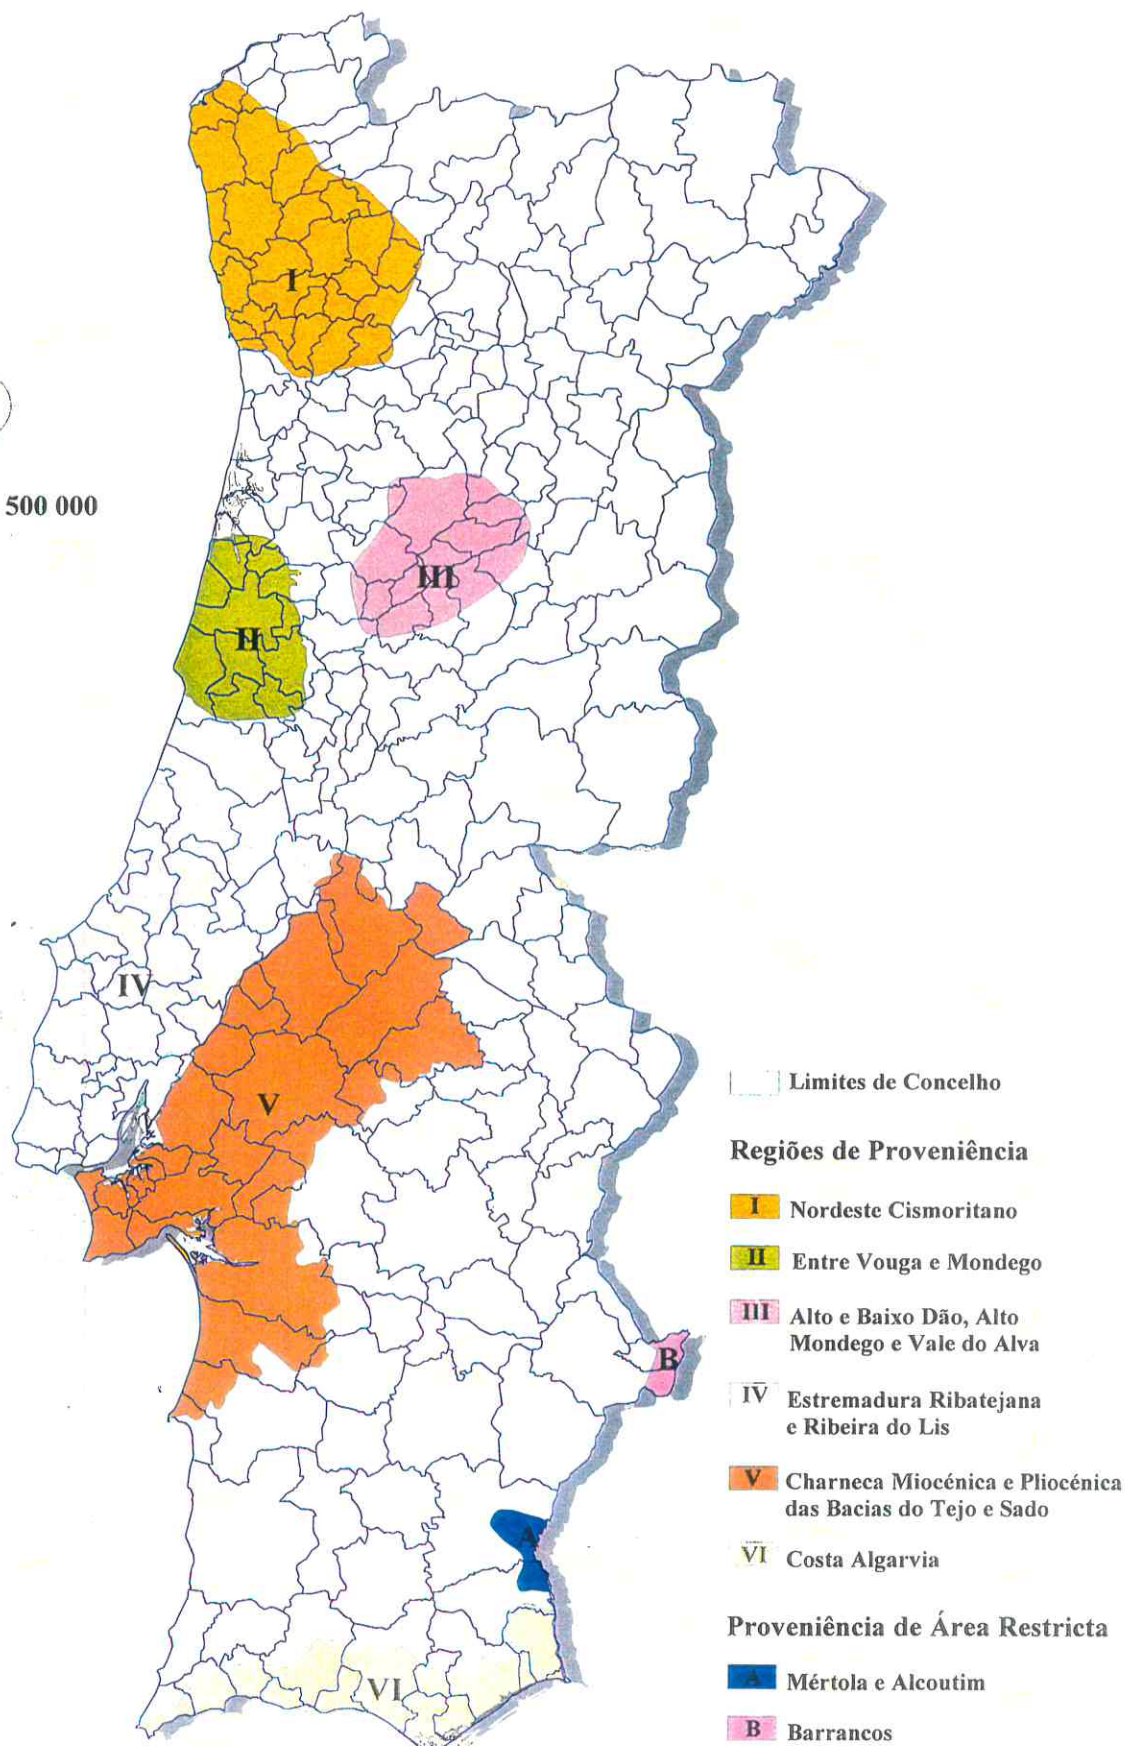 I
500 000
III
II
IV
V
B
A
VI
Limites de Concelho
Regiões de Proveniência
I Nordeste Cismoritano
II Entre Vouga e Mondego
III Alto e Baixo Dão, Alto
Mondego e Vale do Alva
IV Estremadura Ribatejana
e Ribeira do Lis
V Charneca Miocénica e Pliocénica
das Bacias do Tejo e Sado
VI Costa Algarvia
Proveniência de Área Restricta
A Mértola e Alcoutim
B Barrancos